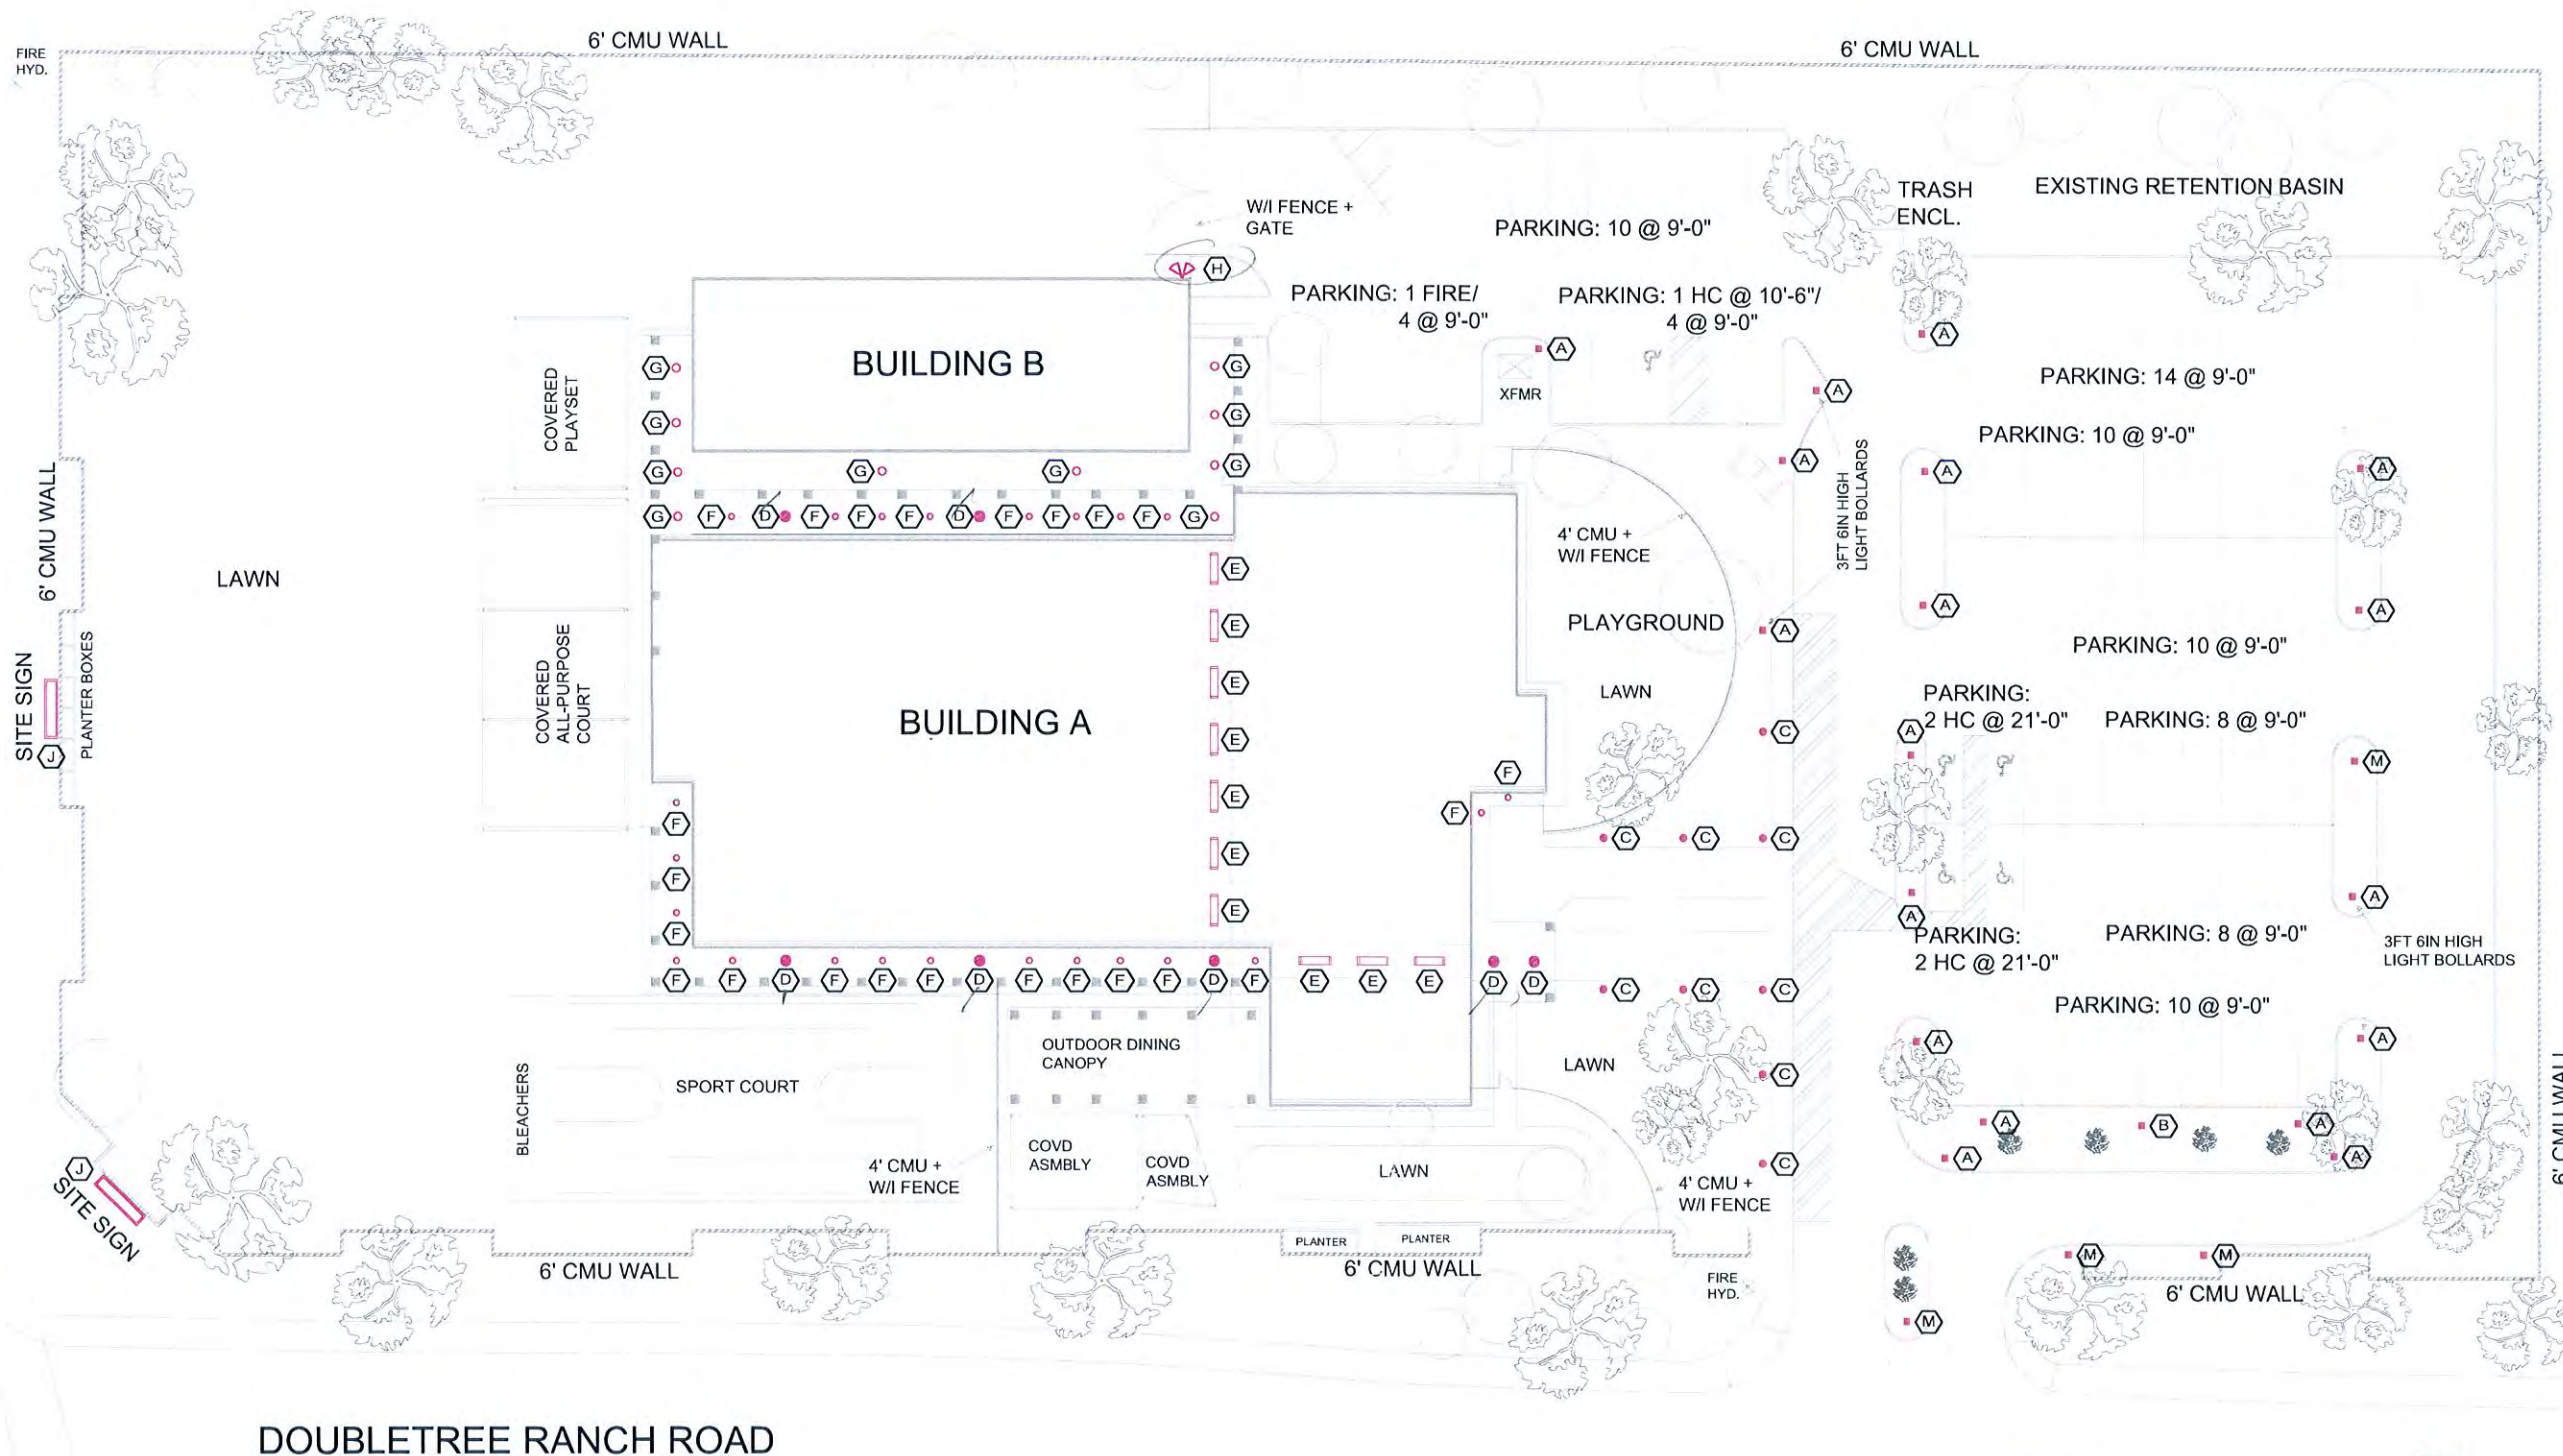 6' CMU WALL
6' CMU WALL
FIRE
HYD.
TRASH
ENCL.
EXISTING RETENTION BASIN
W/I FENCE +
GATE
PARKING: 10 @ 9'-0"
H
PARKING: 1 FIRE/
4 @ 9'-0"
PARKING: 1 HC @ 10'-6"/
4 @ 9'-0"
A
A
BUILDING B
G
G
XFMR
A
PARKING: 14 @ 9'-0"
COVERED
PLAYSET
G
G
PARKING: 10 @ 9'-0"
G
G
G
G
A
A
A
3FT 6IN HIGH
LIGHT BOLLARDS
G
F
D
F
F
F
D
F
F
F
F
G
4' CMU +
W/I FENCE
6' CMU WALL
LAWN
E
E
E
E
E
E
E
A
A
PLAYGROUND
A
PARKING: 10 @ 9'-0"
SITE SIGN
J
PLANTER BOXES
COVERED
ALL-PURPOSE
COURT
BUILDING A
LAWN
PARKING:
2 HC @ 21'-0"
PARKING: 8 @ 9'-0"
C
A
M
F
F
F
F
F
C
C
C
A
A
PARKING:
2 HC @ 21'-0"
PARKING: 8 @ 9'-0"
3FT 6IN HIGH
LIGHT BOLLARDS
F
F
D
F
F
F
D
F
F
F
F
D
F
E
E
E
D
D
C
C
C
PARKING: 10 @ 9'-0"
BLEACHERS
SPORT COURT
OUTDOOR DINING
CANOPY
LAWN
C
A
A
6' CMU WALL
A
B
A
A
A
J
SITE SIGN
4' CMU +
W/I FENCE
COVD
ASMBLY
COVD
ASMBLY
LAWN
C
4' CMU +
W/I FENCE
PLANTER
PLANTER
M
M
6' CMU WALL
6' CMU WALL
FIRE
HYD.
6' CMU WALL
M
DOUBLETREE RANCH ROAD